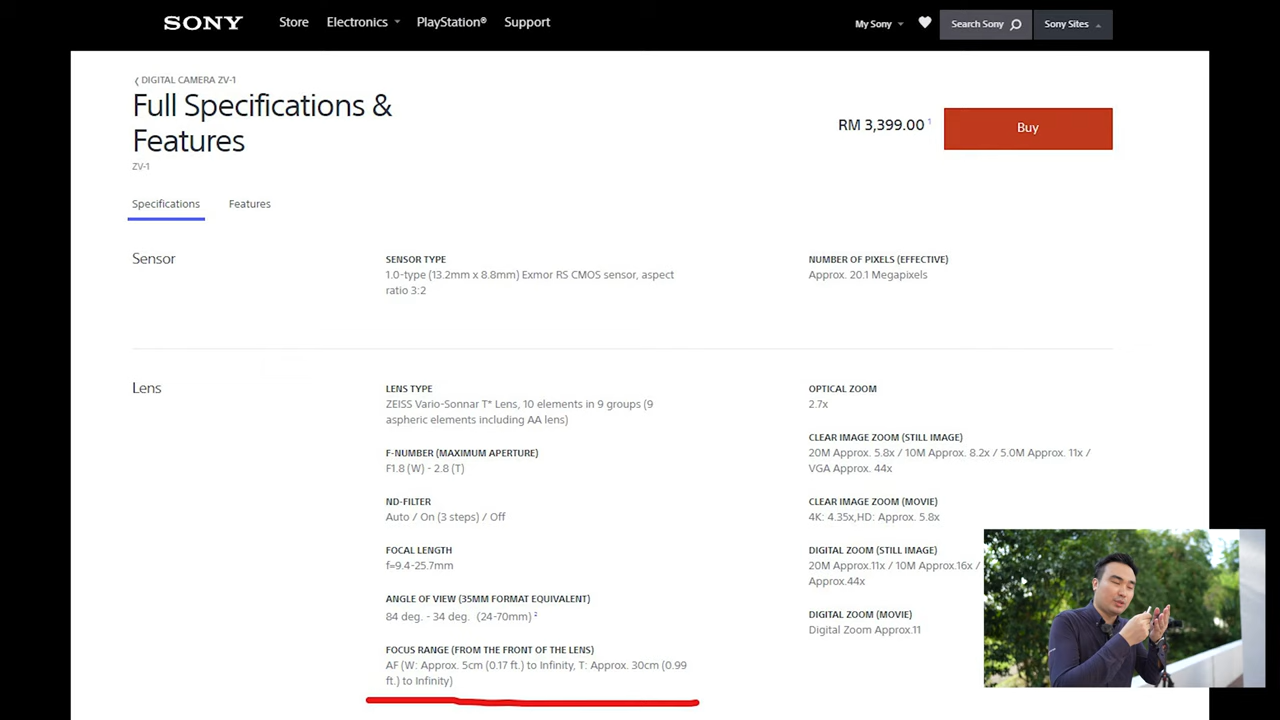 SONY
Store
Electronics
PlayStation®
Support
My Sony
Search Sony
Sony Sites
DIGITAL CAMERA ZV-1
Full Specifications &
Features
ZV-1
RM 3,399.00 1
Buy
Specifications
Features
Sensor
SENSOR TYPE
1.0-type (13.2mm x 8.8mm) Exmor RS CMOS sensor, aspect
ratio 3:2
NUMBER OF PIXELS (EFFECTIVE)
Approx. 20.1 Megapixels
Lens
LENS TYPE
ZEISS Vario-Sonnar T* Lens, 10 elements in 9 groups (9
aspheric elements including AA lens)
F-NUMBER (MAXIMUM APERTURE)
F1.8 (W) - 2.8 (T)
ND-FILTER
Auto / On (3 steps) / Off
FOCAL LENGTH
f=9.4-25.7mm
ANGLE OF VIEW (35MM FORMAT EQUIVALENT)
84 deg. - 34 deg. (24-70mm) 2
FOCUS RANGE (FROM THE FRONT OF THE LENS)
AF (W: Approx. 5cm (0.17 ft.) to Infinity, T: Approx. 30cm (0.99
ft.) to Infinity)
OPTICAL ZOOM
2.7x
CLEAR IMAGE ZOOM (STILL IMAGE)
20M Approx. 5.8x / 10M Approx. 8.2x / 5.0M Approx. 11x /
VGA Approx. 44x
CLEAR IMAGE ZOOM (MOVIE)
4K: 4.35x,HD: Approx. 5.8x
DIGITAL ZOOM (STILL IMAGE)
20M Approx.11x / 10M Approx.16x /
Approx.44x
DIGITAL ZOOM (MOVIE)
Digital Zoom Approx.11